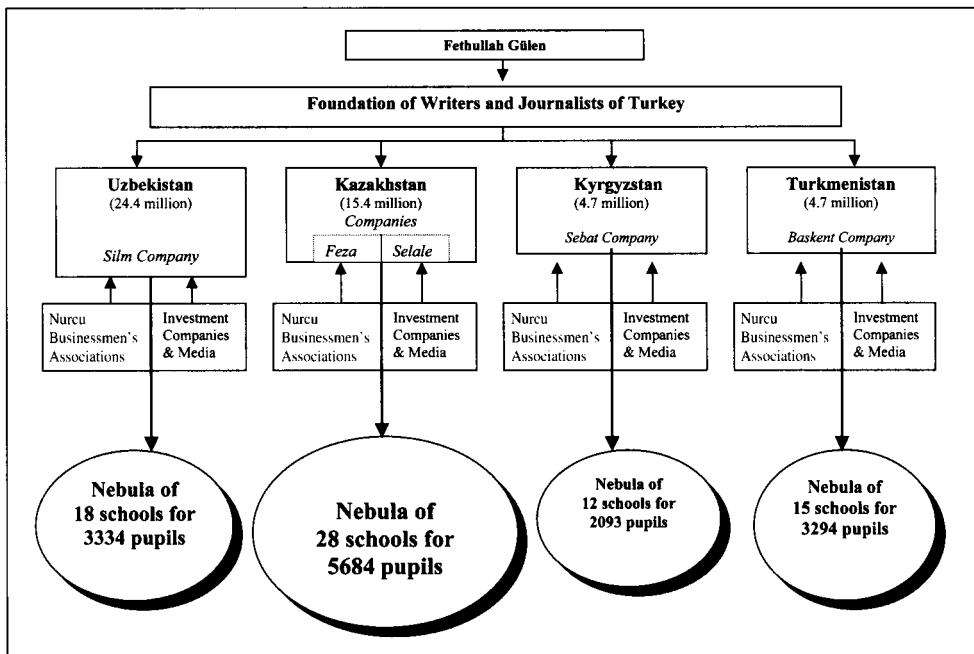 Fethullah Gülen
Foundation of Writers and Journalists of Turkey
Uzbekistan
(24.4 million)
Silm Company
Kazakhstan
(15.4 million)
Companies
Feza
Selale
Kyrgyzstan
(4.7 million)
Sebat Company
Turkmenistan
(4.7 million)
Baskent Company
Nurcu
Businessmen's
Associations
Investment
Companies
& Media
Nurcu
Businessmen's
Associations
Investment
Companies
& Media
Nurcu
Businessmen's
Associations
Investment
Companies
& Media
Nurcu
Businessmen's
Associations
Investment
Companies
& Media
Nebula of
18 schools for
3334 pupils
Nebula of
28 schools for
5684 pupils
Nebula of
12 schools for
2093 pupils
Nebula of
15 schools for
3294 pupils